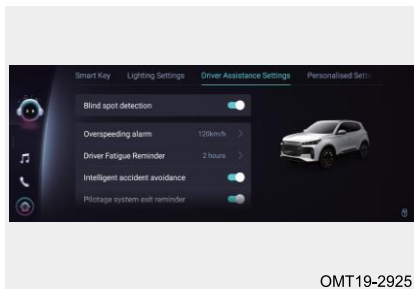 Smart Key Lighting Settings Driver Assistance Settings Personalised Sett
Blind spot detection
Overspeeding alarm 120km/h
Driver Fatigue Reminder 2 hours
Intelligent accident avoidance
Pilotage system exit reminder
OMT19-2925